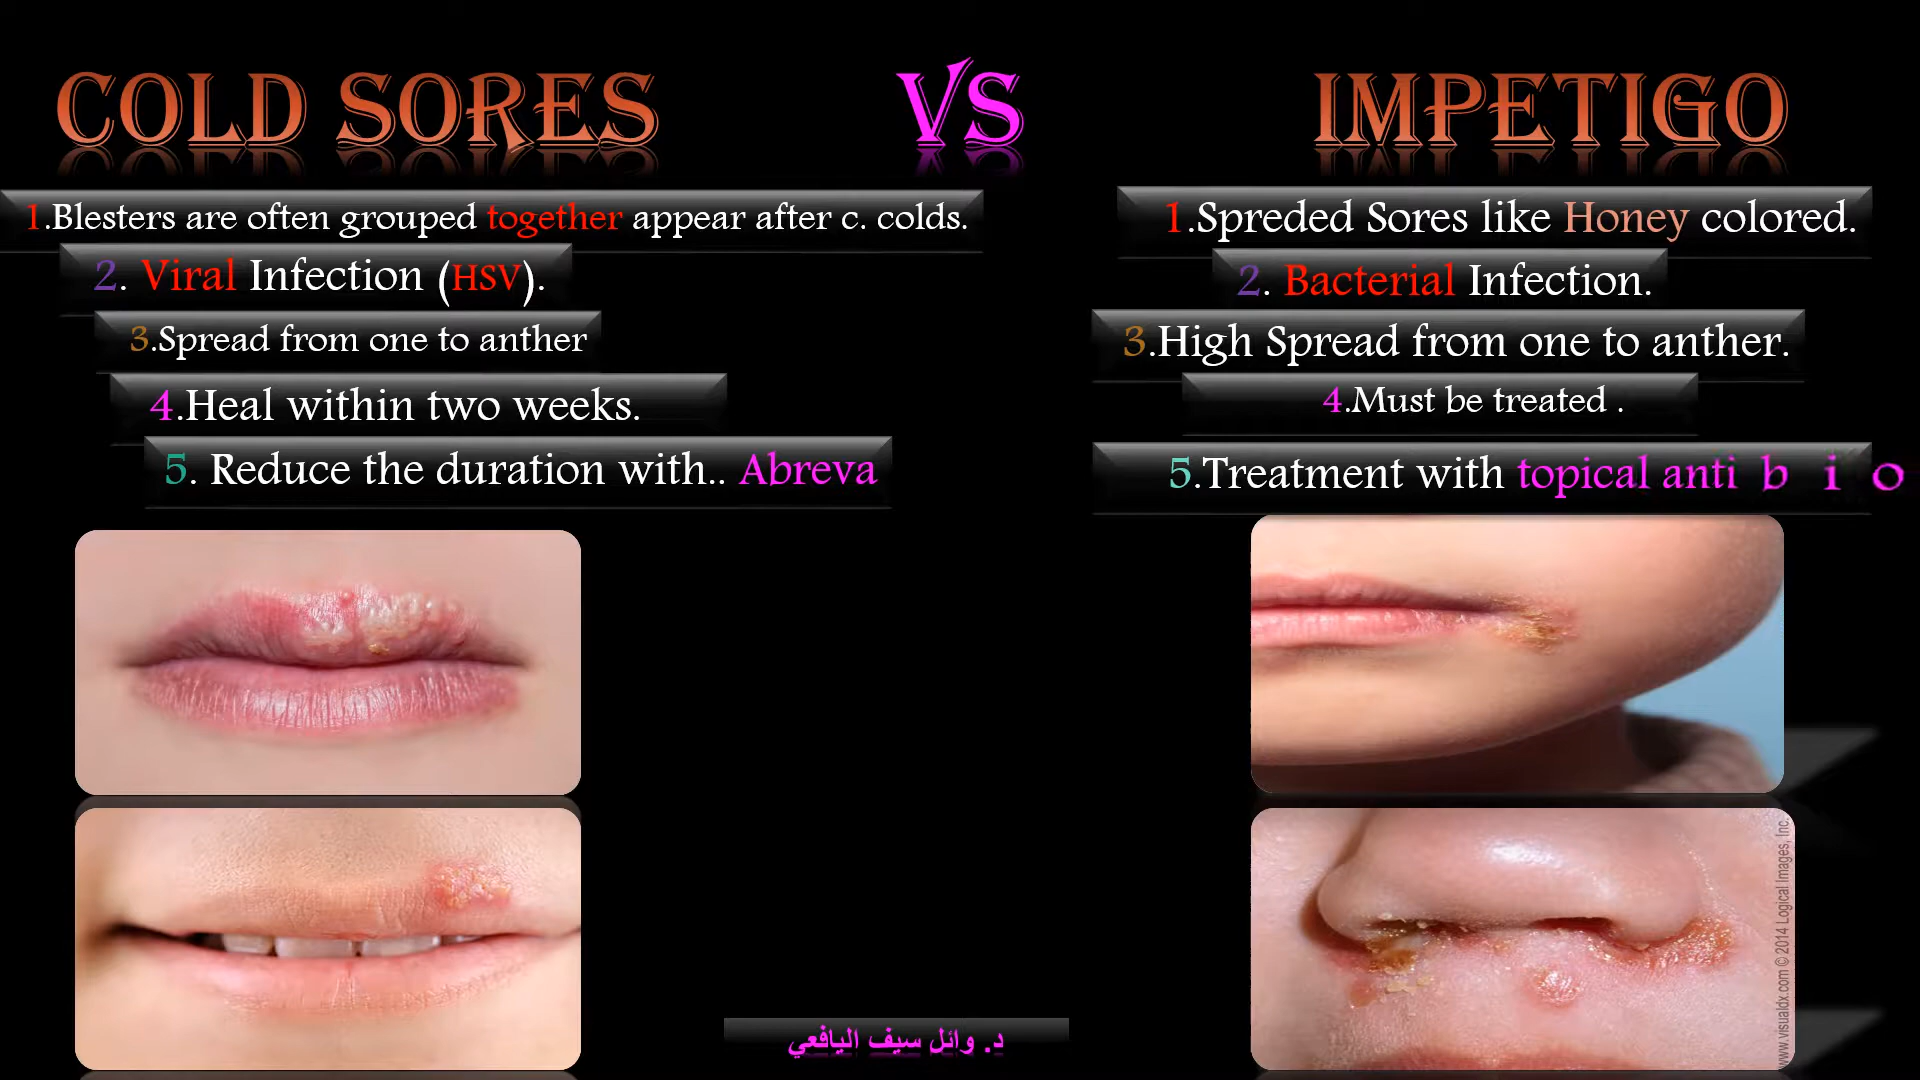 COLD SORES
VS
IMPETIGO
1.Blesters are often grouped together appear after c. colds.
2. Viral Infection (HSV).
3.Spread from one to anther
4.Heal within two weeks.
5. Reduce the duration with.. Abreva
1.Spreded Sores like Honey colored.
2. Bacterial Infection.
3.High Spread from one to anther.
4.Must be treated .
5.Treatment with topical anti b i o
www.visualdx.com © 2014 Logical Images, Inc.
د. وائل سيف اليافعي